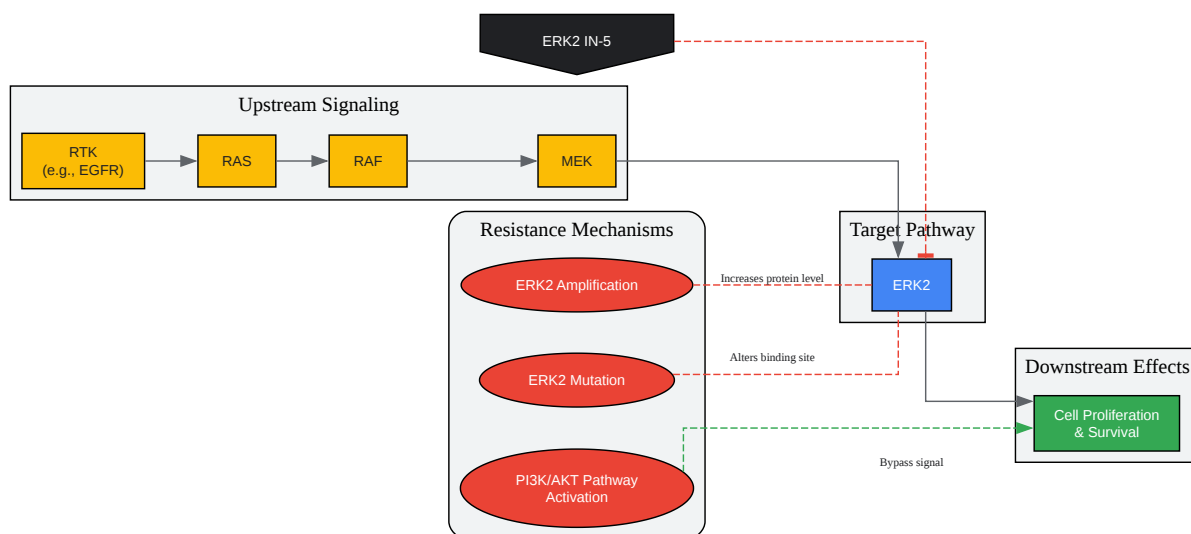 ERK2 IN-5
Upstream Signaling
RTK
(e.g., EGFR)
RAS
RAF
MEK
Resistance Mechanisms
Target Pathway
ERK2 Amplification
Increases protein level
ERK2
ERK2 Mutation
Alters binding site
Downstream Effects
Cell Proliferation
& Survival
PI3K/AKT Pathway
Activation
Bypass signal